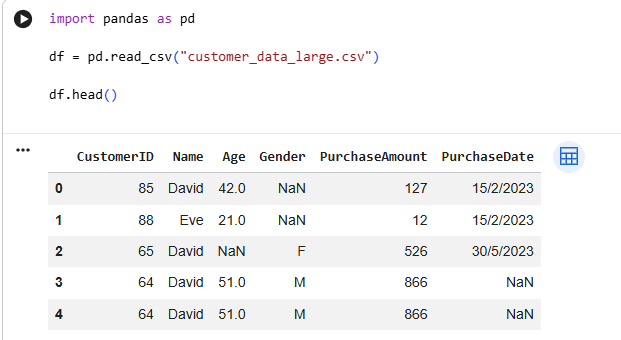 import pandas as pd
df = pd.read_csv("customer_data_large.csv")
df.head()
CustomerID Name Age Gender PurchaseAmount PurchaseDate
0 85 David 42.0 NaN 127 15/2/2023
1 88 Eve 21.0 NaN 12 15/2/2023
2 65 David NaN F 526 30/5/2023
3 64 David 51.0 M 866 NaN
4 64 David 51.0 M 866 NaN